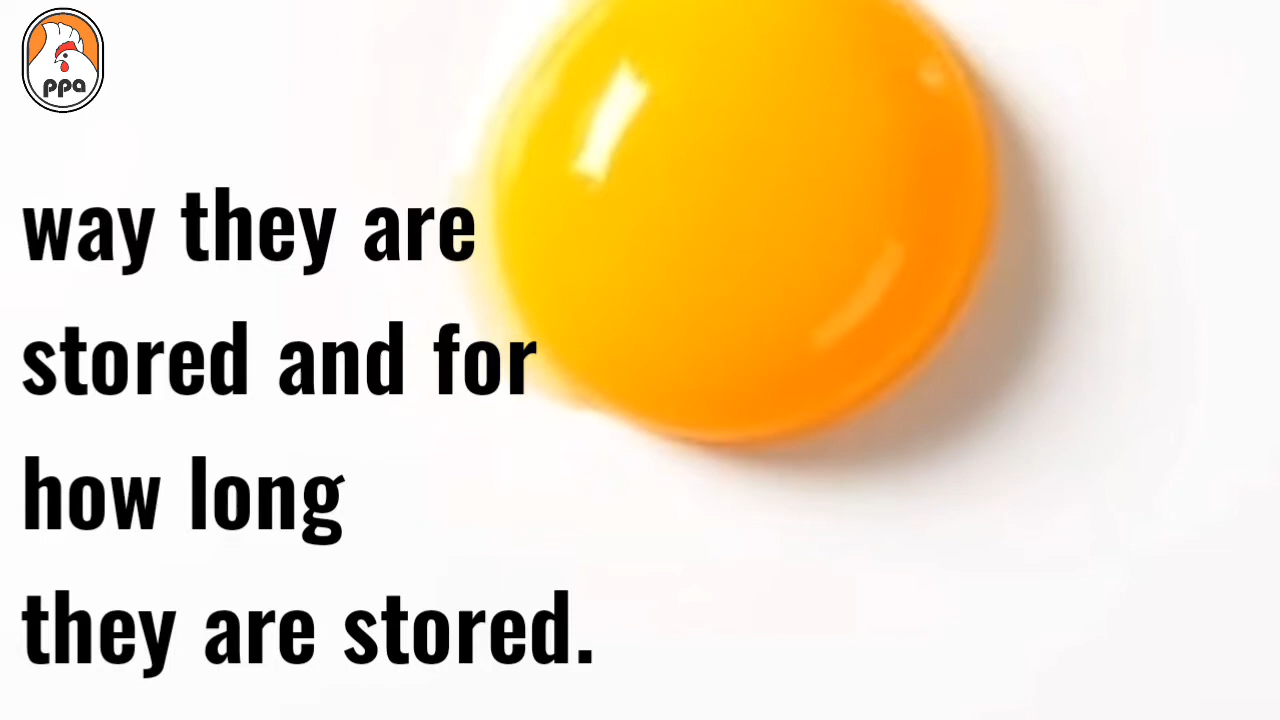 ppa
way they are
stored and for
how long
they are stored.